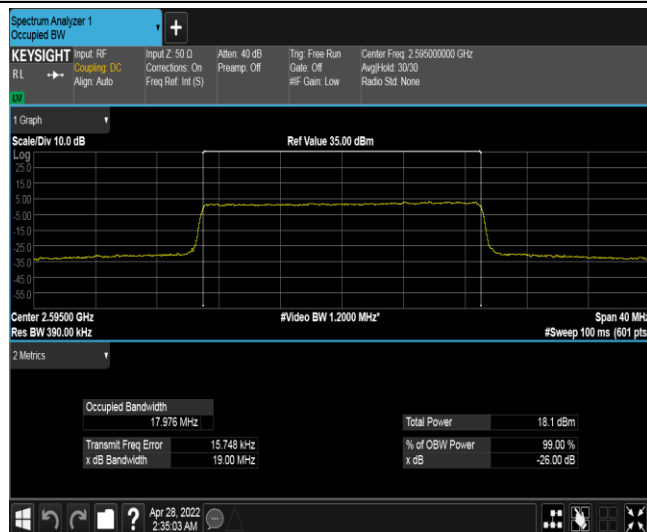 Spectrum Analyzer 1
Occupied BW
KEYSIGHT
RL
Input: RF
Coupling: DC
Align: Auto
Input Z: 50 Ω
Corrections: On
Freq Ref: Int (S)
Atten: 40 dB
Preamp: Off
Trig: Free Run
Gate: Off
#IF Gain: Low
Center Freq: 2.595000000 GHz
Avg|Hold: 30/30
Radio Std: None
1 Graph
Scale/Div 10.0 dB
Ref Value 35.00 dBm
Log
25.0
15.0
5.00
-5.00
-15.0
-25.0
-35.0
-45.0
-55.0
Center 2.59500 GHz
#Video BW 1.2000 MHz*
Span 40 MHz
Res BW 390.00 kHz
#Sweep 100 ms (601 pts
2 Metrics
Occupied Bandwidth
17.976 MHz
Total Power 18.1 dBm
Transmit Freq Error 15.748 kHz
% of OBW Power 99.00 %
x dB Bandwidth 19.00 MHz
x dB -26.00 dB
?
Apr 28, 2022
2:35:03 AM